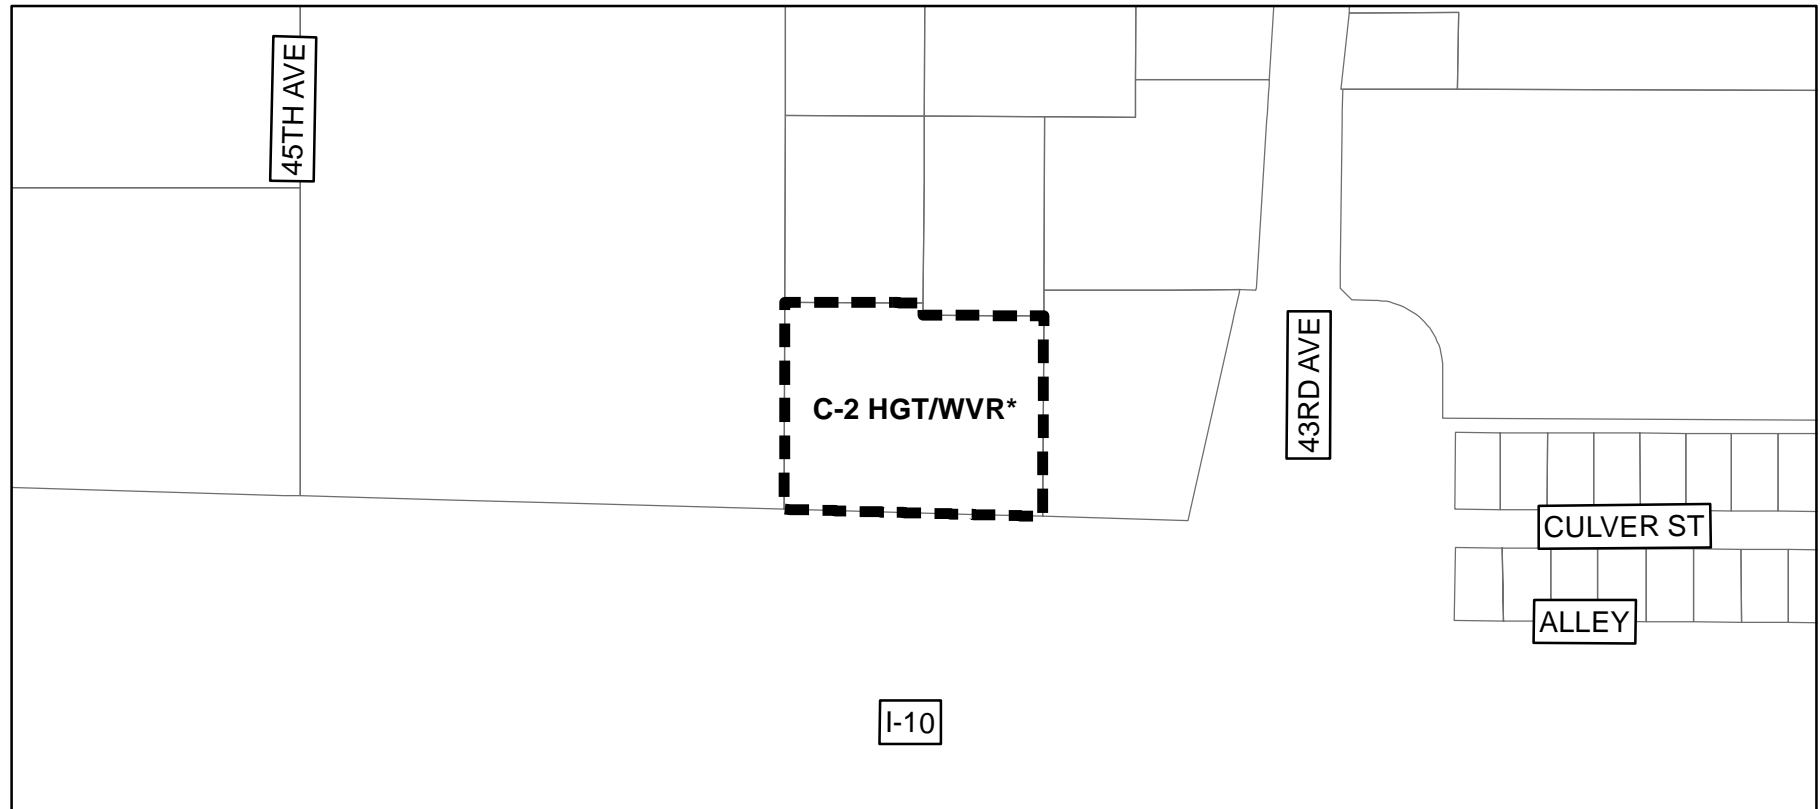 45TH AVE
C-2 HGT/WVR*
43RD AVE
CULVER ST
ALLEY
I-10